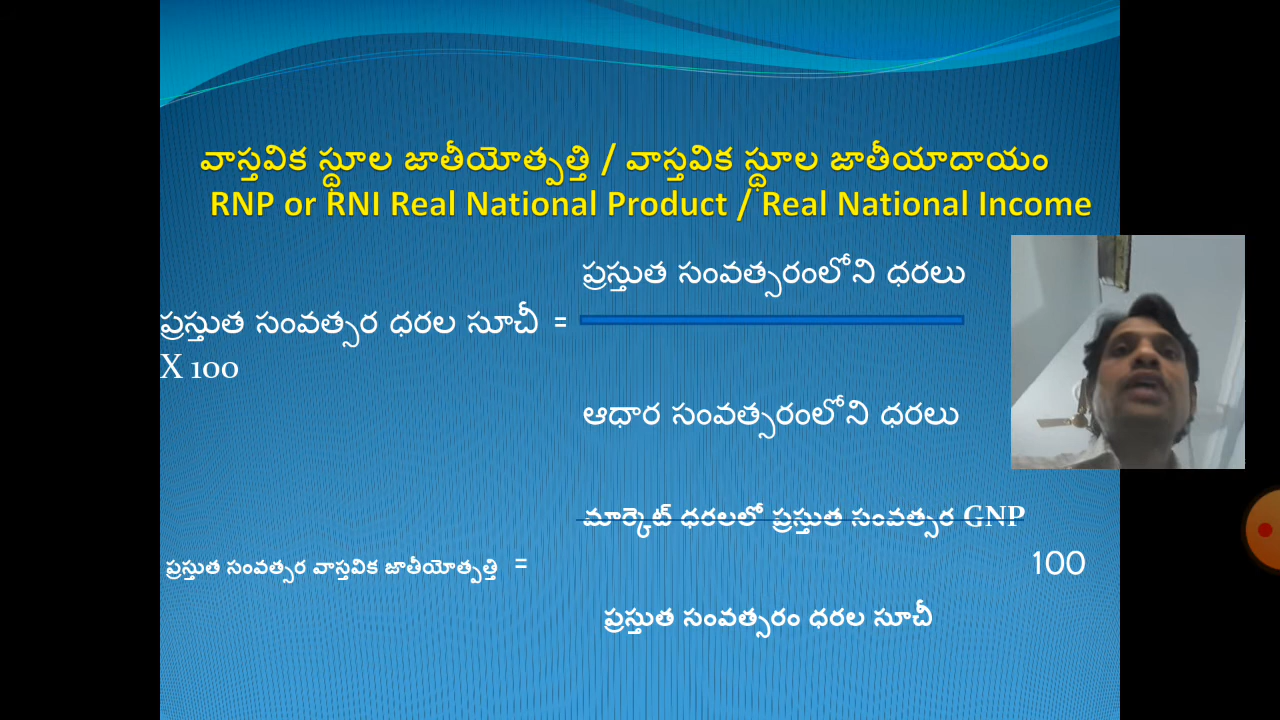 వాస్తవిక స్థూల జాతీయోత్పత్తి / వాస్తవిక స్థూల జాతీయాదాయం
RNP or RNI Real National Product / Real National Income
ప్రస్తుత సంవత్సరంలోని ధరలు
ప్రస్తుత సంవత్సర ధరల సూచీ =
X 100
ఆధార సంవత్సరంలోని ధరలు
మార్కెట్ ధరలలో ప్రస్తుత సంవత్సర GNP
ప్రస్తుత సంవత్సర వాస్తవిక జాతీయోత్పత్తి = 100
ప్రస్తుత సంవత్సరం ధరల సూచీ